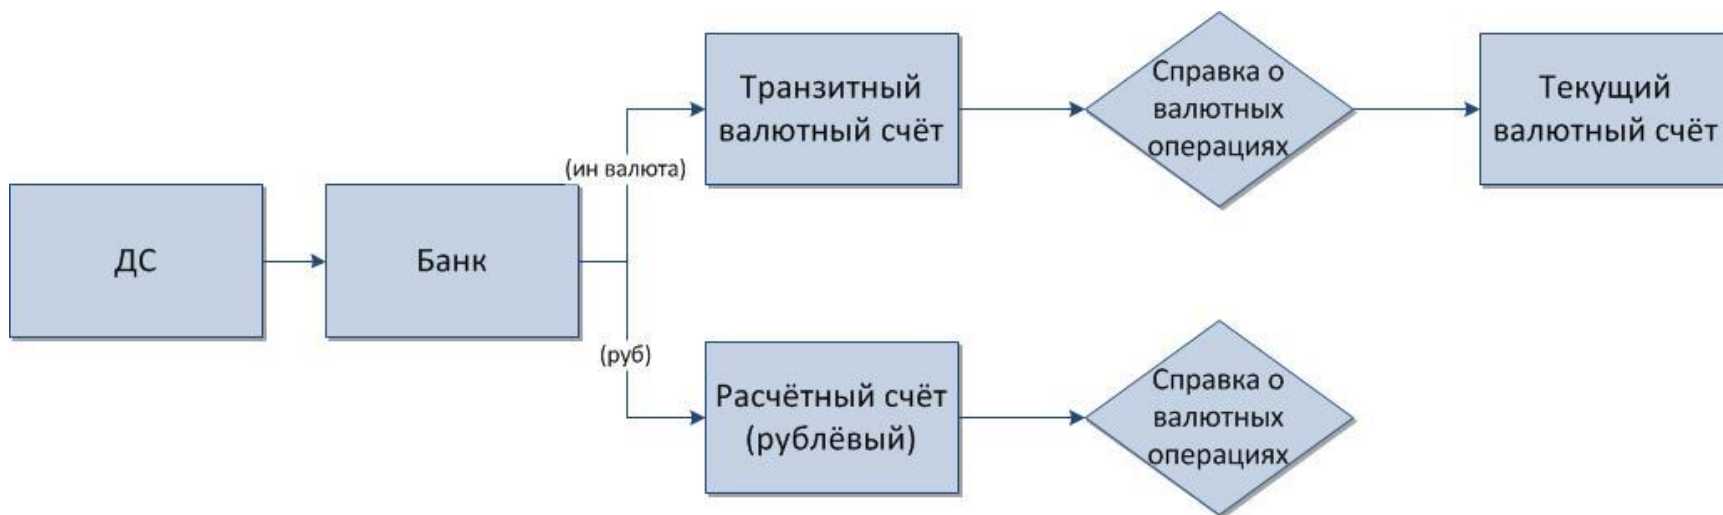 ДС
Банк
(ин валюта)
(руб)
Транзитный
валютный счёт
Справка о
валютных
операциях
Текущий
валютный счёт
Расчётный счёт
(рублёвый)
Справка о
валютных
операциях